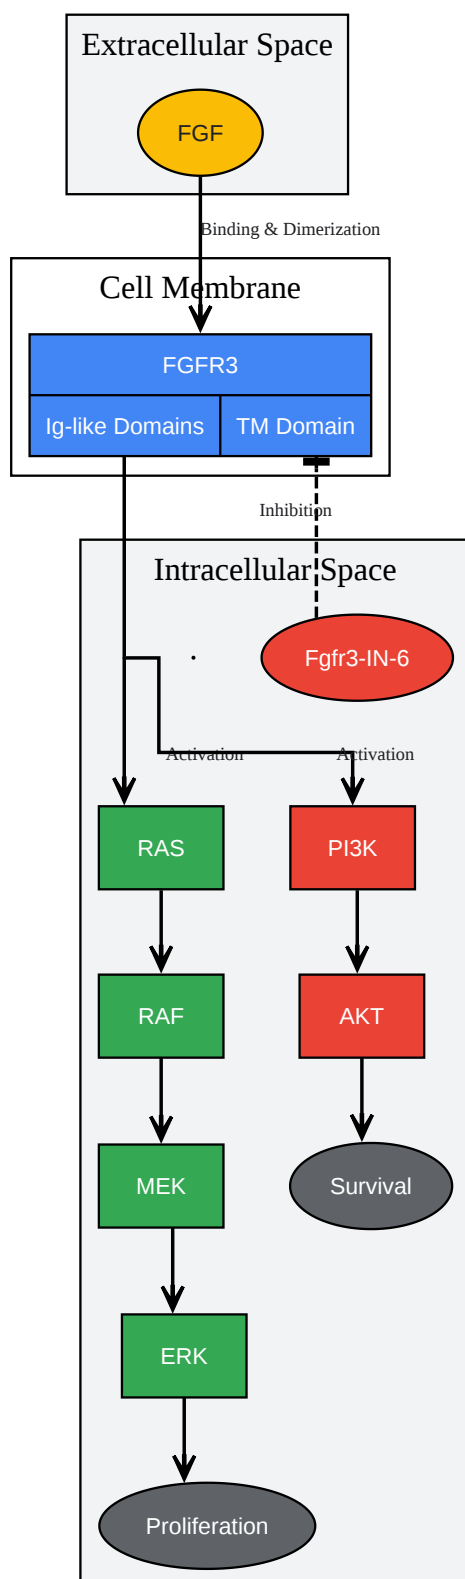 Extracellular Space
FGF
Binding & Dimerization
Cell Membrane
FGFR3
Ig-like Domains
TM Domain
Inhibition
Intracellular Space
Fgfr3-IN-6
Activation
Activation
RAS
PI3K
RAF
AKT
MEK
Survival
ERK
Proliferation